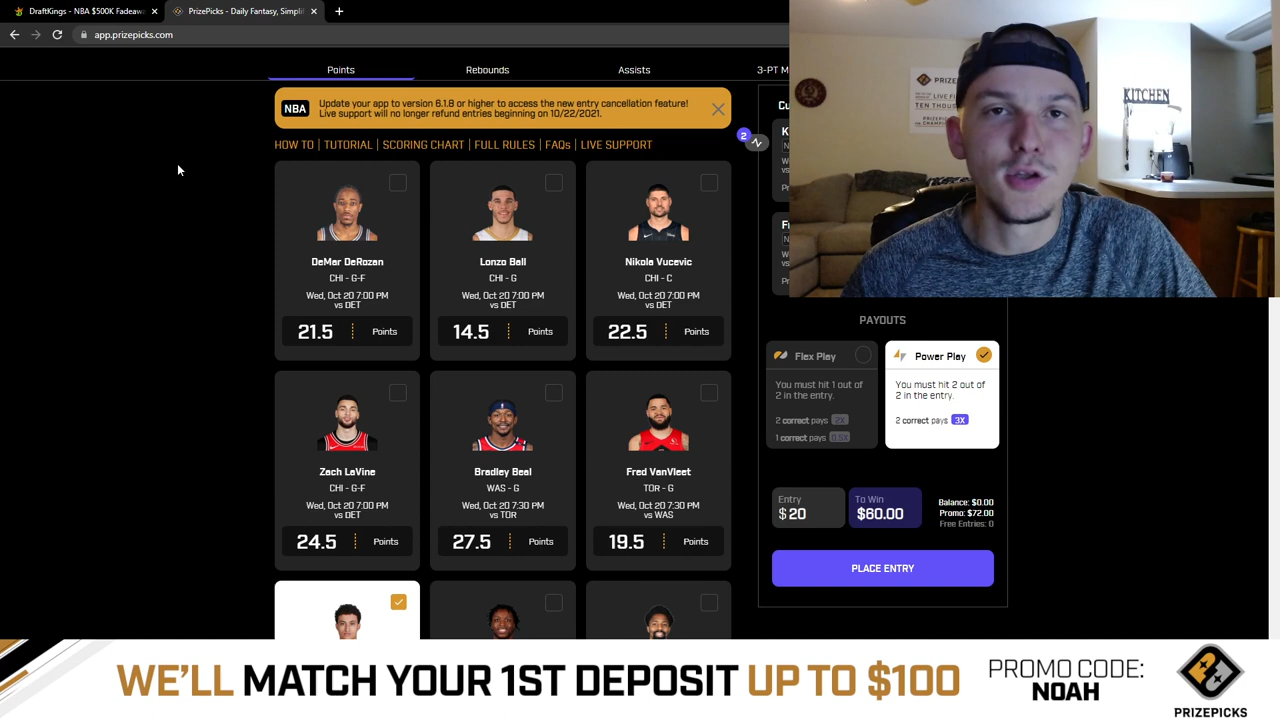 DraftKings - NBA $500K Fadeaw
PrizePicks - Daily Fantasy, Simplif
app.prizepicks.com
Points
Rebounds
Assists
3-PT M
NBA
Update your app to version 6.1.8 or higher to access the new entry cancellation feature!
Live support will no longer refund entries beginning on 10/22/2021.
HOW TO | TUTORIAL | SCORING CHART | FULL RULES | FAQs | LIVE SUPPORT
2
DeMar DeRozan
CHI - G-F
Wed, Oct 20 7:00 PM
vs DET
21.5 Points
Lonzo Ball
CHI - G
Wed, Oct 20 7:00 PM
vs DET
14.5 Points
Nikola Vucevic
CHI - C
Wed, Oct 20 7:00 PM
vs DET
22.5 Points
Zach LaVine
CHI - G-F
Wed, Oct 20 7:00 PM
vs DET
24.5 Points
Bradley Beal
WAS - G
Wed, Oct 20 7:30 PM
vs TOR
27.5 Points
Fred VanVleet
TOR - G
Wed, Oct 20 7:30 PM
vs WAS
19.5 Points
KITCHEN
PRIZE
LIVE F
TEN THOU
PAYOUTS
Flex Play
You must hit 1 out of
2 in the entry.
2 correct pays 2X
1 correct pays 0.5X
Power Play
You must hit 2 out of
2 in the entry.
2 correct pays 3X
Entry
$20
To Win
$60.00
Balance: $0.00
Promo: $72.00
Free Entries: 0
PLACE ENTRY
WE'LL MATCH YOUR 1ST DEPOSIT UP TO $100
PROMO CODE:
NOAH
PRIZEPICKS